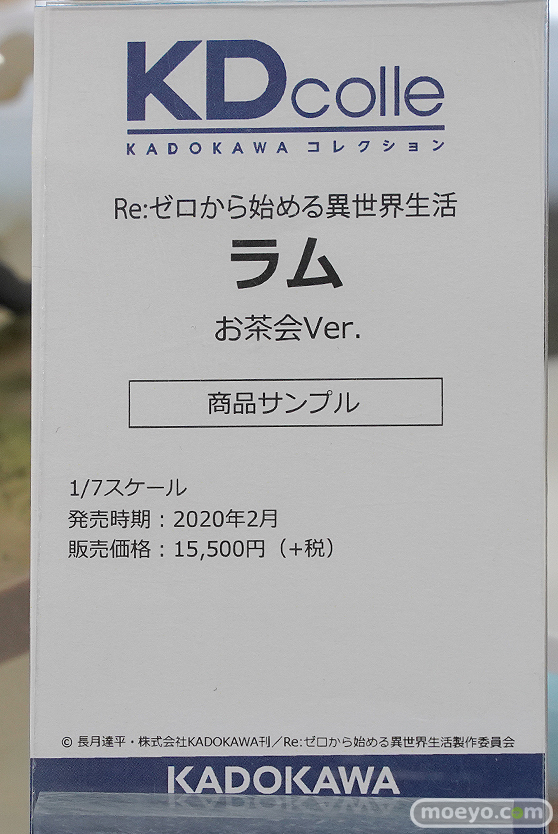 KDcolle
KADOKAWA コレクション
Re:ゼロから始める異世界生活
ラム
お茶会Ver.
商品サンプル
1/7スケール
発売時期：2020年2月
販売価格：15,500円（+税）
© 長月達平・株式会社KADOKAWA刊／Re:ゼロから始める異世界生活製作委員会
KADOKAWA
moeyo.com